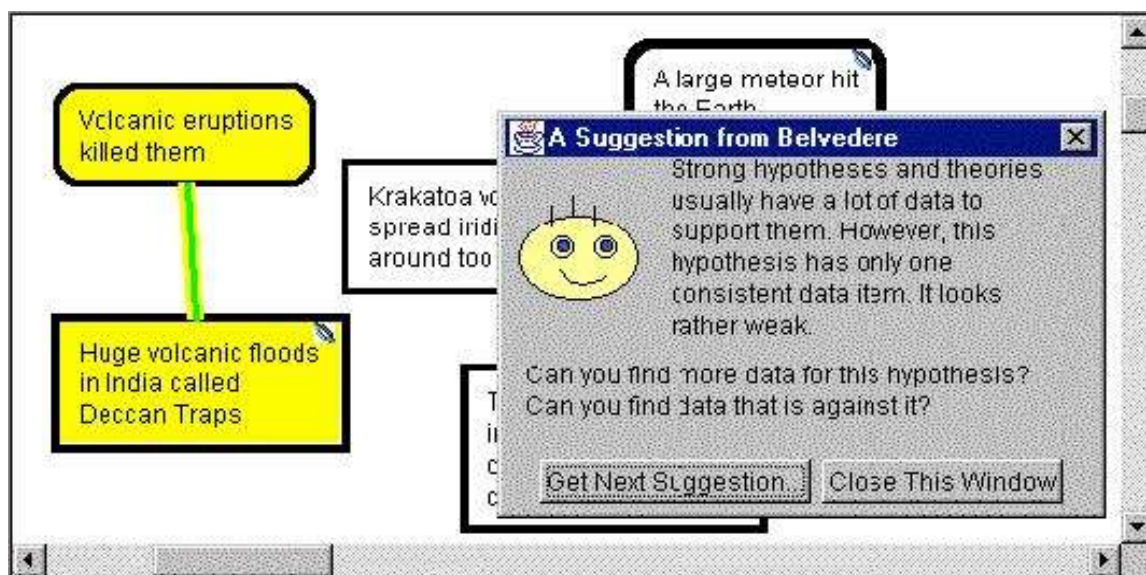 Volcanic eruptions
killed them
Huge volcanic floods
in India called
Deccan Traps
Krakatoa
spread
around too
A large meteor hit
the Earth
A Suggestion from Belvedere
Strong hypotheses and theories
usually have a lot of data to
support them. However, this
hypothesis has only one
consistent data item. It looks
rather weak.
Can you find more data for this hypothesis?
Can you find data that is against it?
Get Next Suggestion...
Close This Window